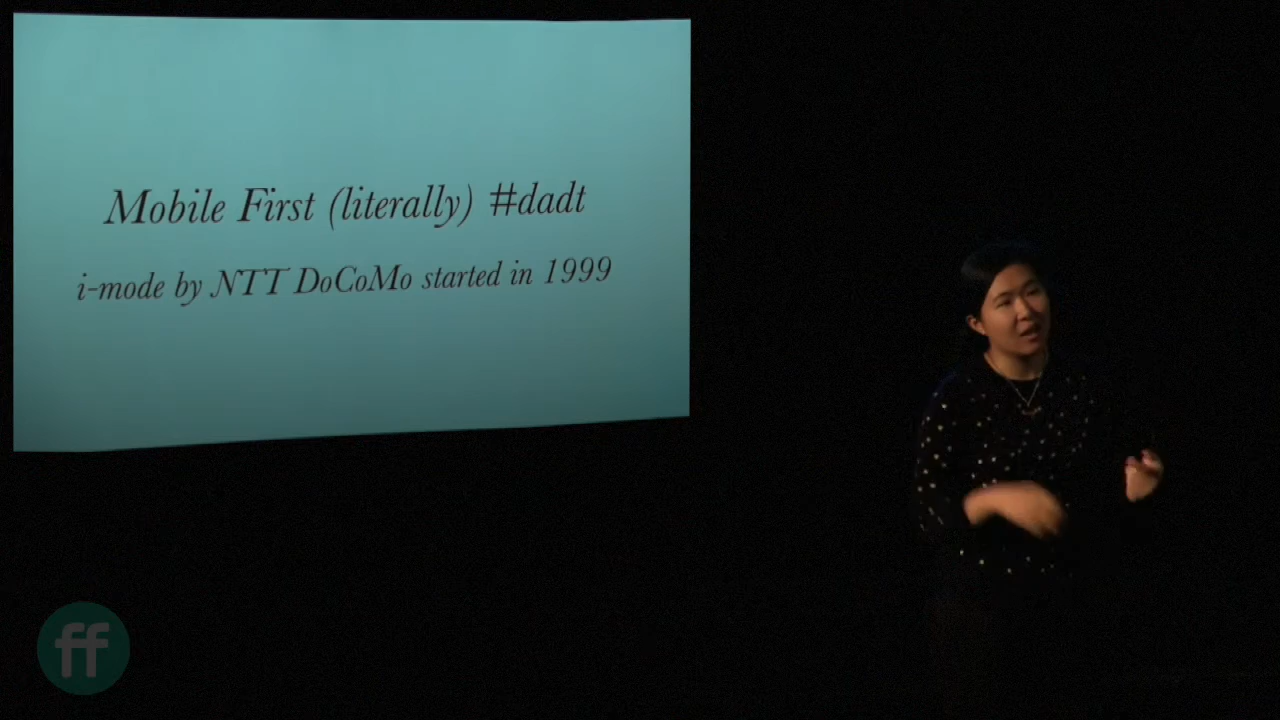 Mobile First (literally) #dadt
i-mode by NTT DoCoMo started in 1999
ff